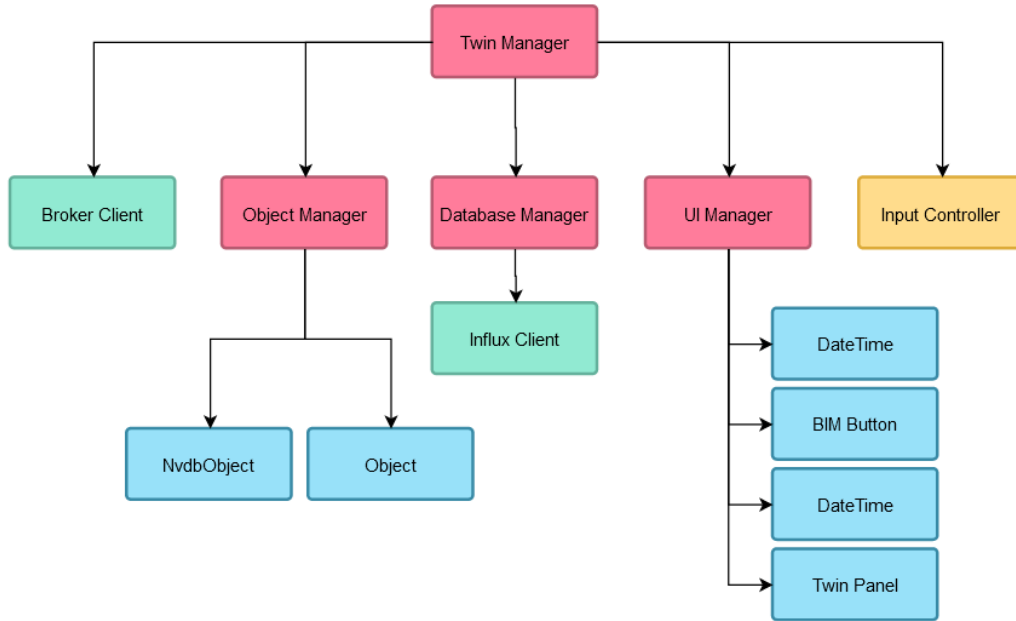 Twin Manager
Broker Client
Object Manager
Database Manager
UI Manager
Input Controller
Influx Client
DateTime
BIM Button
NvdbObject
Object
DateTime
Twin Panel